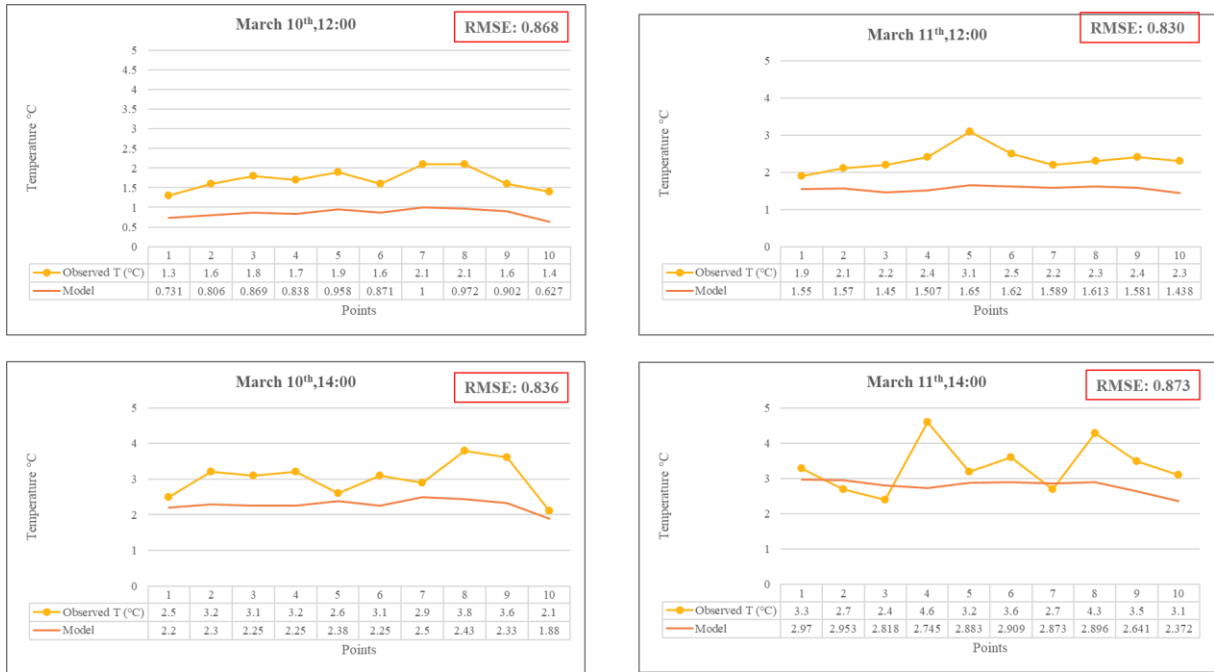 March 10th,12:00
RMSE: 0.868
Temperature °C
5
4.5
4
3.5
3
2.5
2
1.5
1
0.5
0
1 2 3 4 5 6 7 8 9 10
Observed T (°C) 1.3 1.6 1.8 1.7 1.9 1.6 2.1 2.1 1.6 1.4
Model 0.731 0.806 0.869 0.838 0.958 0.871 1 0.972 0.902 0.627
Points
March 11th,12:00
RMSE: 0.830
Temperature °C
5
4
3
2
1
0
1 2 3 4 5 6 7 8 9 10
Observed T (°C) 1.9 2.1 2.2 2.4 3.1 2.5 2.2 2.3 2.4 2.3
Model 1.55 1.57 1.45 1.507 1.65 1.62 1.589 1.613 1.581 1.438
Points
March 10th,14:00
RMSE: 0.836
Temperature °C
5
4
3
2
1
0
1 2 3 4 5 6 7 8 9 10
Observed T (°C) 2.5 3.2 3.1 3.2 2.6 3.1 2.9 3.8 3.6 2.1
Model 2.2 2.3 2.25 2.25 2.38 2.25 2.5 2.43 2.33 1.88
Points
March 11th,14:00
RMSE: 0.873
Temperature °C
5
4
3
2
1
0
1 2 3 4 5 6 7 8 9 10
Observed T (°C) 3.3 2.7 2.4 4.6 3.2 3.6 2.7 4.3 3.5 3.1
Model 2.97 2.953 2.818 2.745 2.883 2.909 2.873 2.896 2.641 2.372
Points